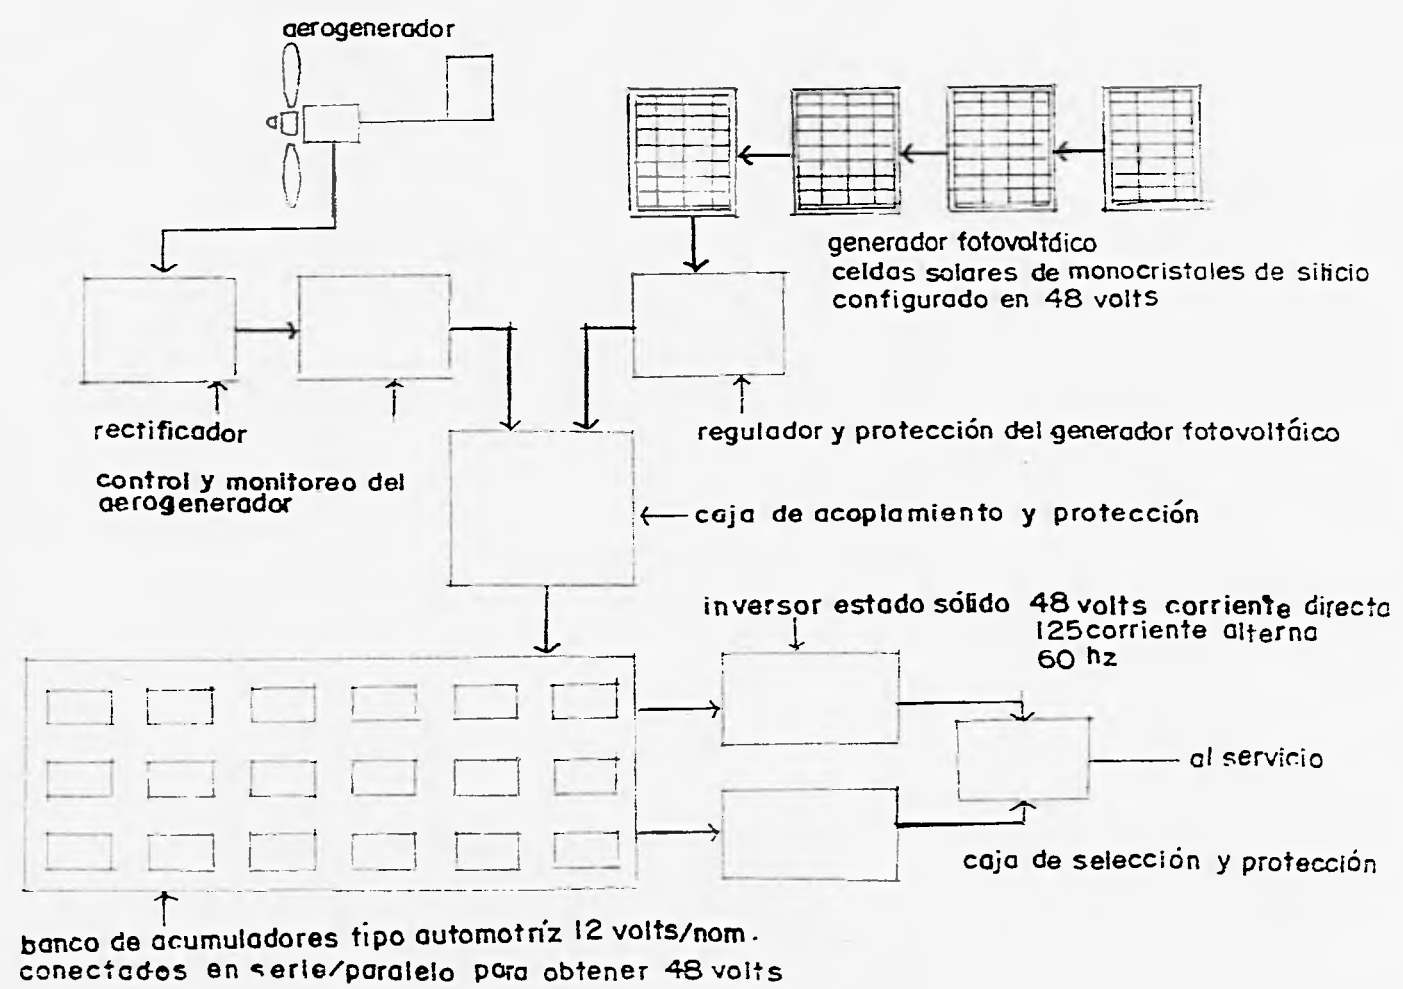 aerogenerador
generador fotovoltáico
celdas solares de monocristales de silicio
configurado en 48 volts
rectificador
regulador y protección del generador fotovoltáico
control y monitoreo del
aerogenerador
caja de acoplamiento y protección
inversor estado sólido 48 volts corriente directa
125 corriente alterna
60 hz
al servicio
caja de selección y protección
banco de acumuladores tipo automotríz 12 volts/nom.
conectados en serie/paralelo para obtener 48 volts